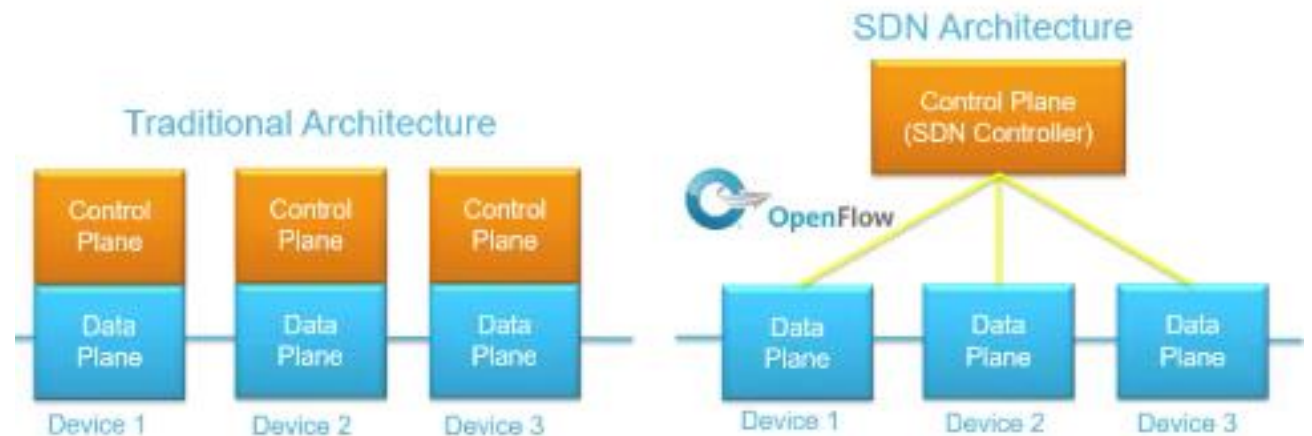 Traditional Architecture
Control
Plane
Control
Plane
Control
Plane
Data
Plane
Data
Plane
Data
Plane
Device 1
Device 2
Device 3
SDN Architecture
Control Plane
(SDN Controller)
OpenFlow
Data
Plane
Data
Plane
Data
Plane
Device 1
Device 2
Device 3